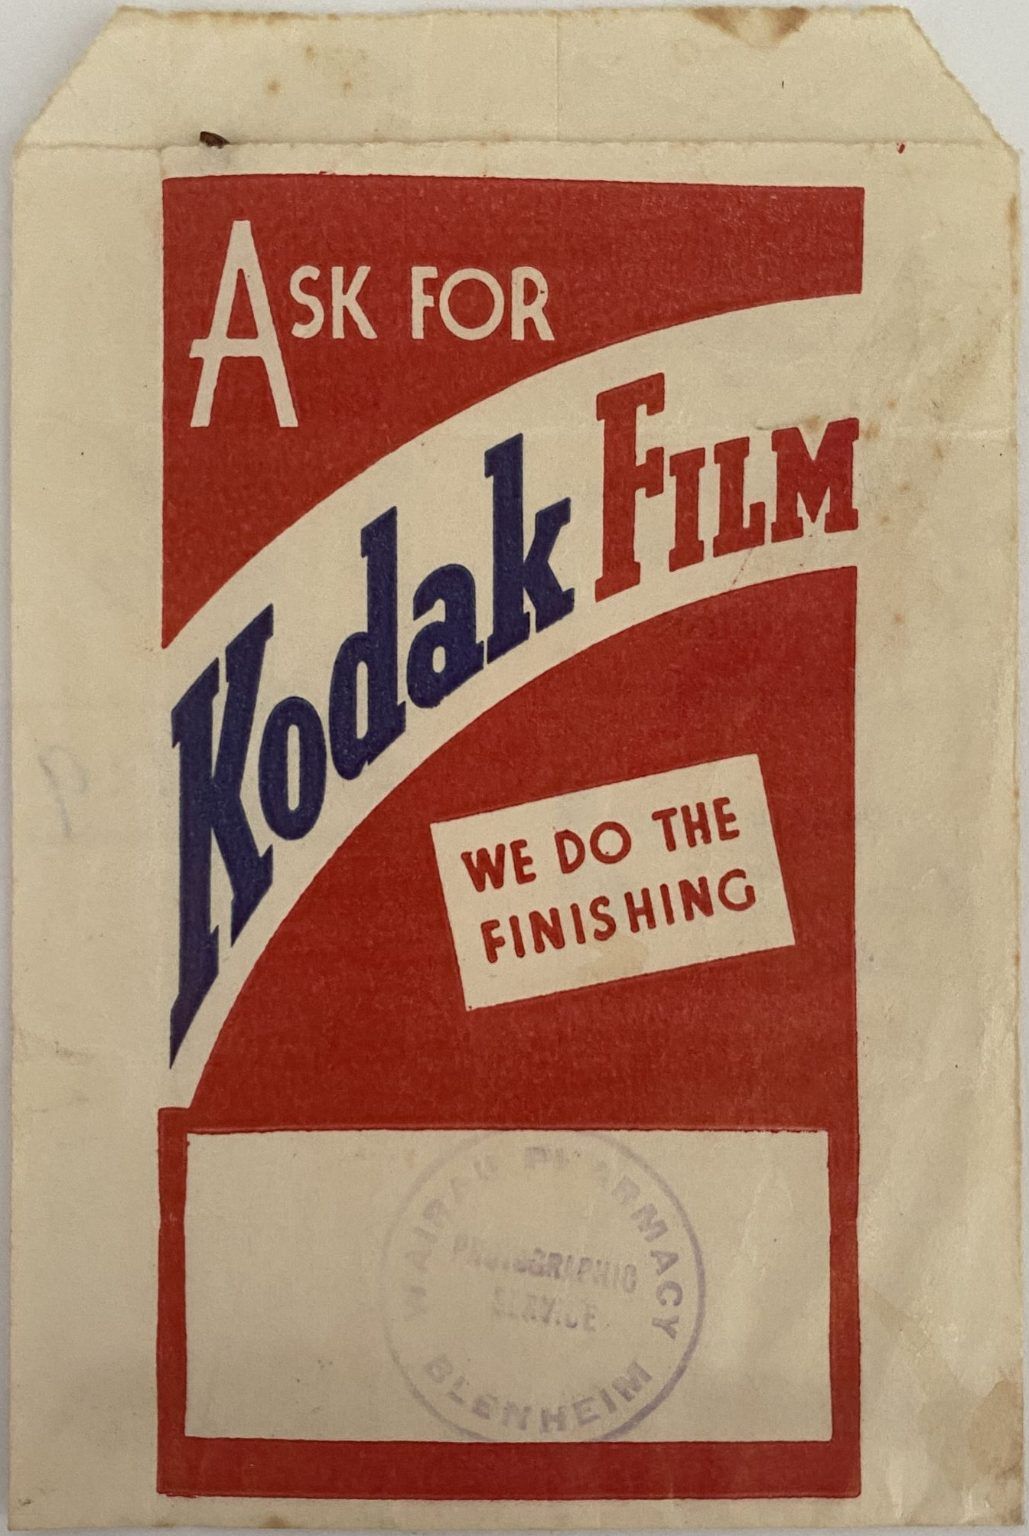 ASK FOR
Kodak FILM
WE DO THE
FINISHING
WAIRAU PHARMACY
PHOTOGRAPHIC
SERVICE
BLENHEIM